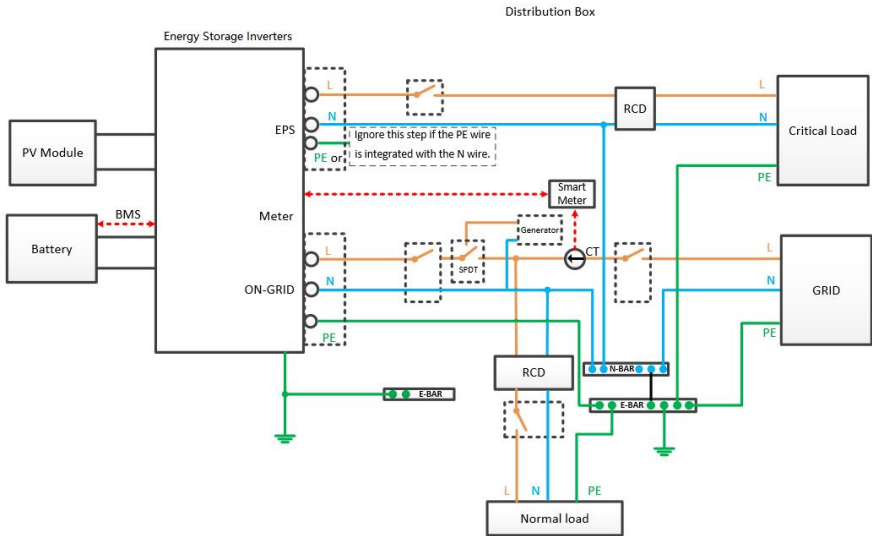 Distribution Box
Energy Storage Inverters
L
L
RCD
N
N
EPS
Critical Load
Ignore this step if the PE wire
is integrated with the N wire.
PE or
PV Module
PE
Smart
Meter
BMS
Meter
Battery
Generator
L
CT
L
SPDT
N
N
ON-GRID
GRID
PE
PE
RCD
N-BAR
E-BAR
E-BAR
L
N
PE
Normal load